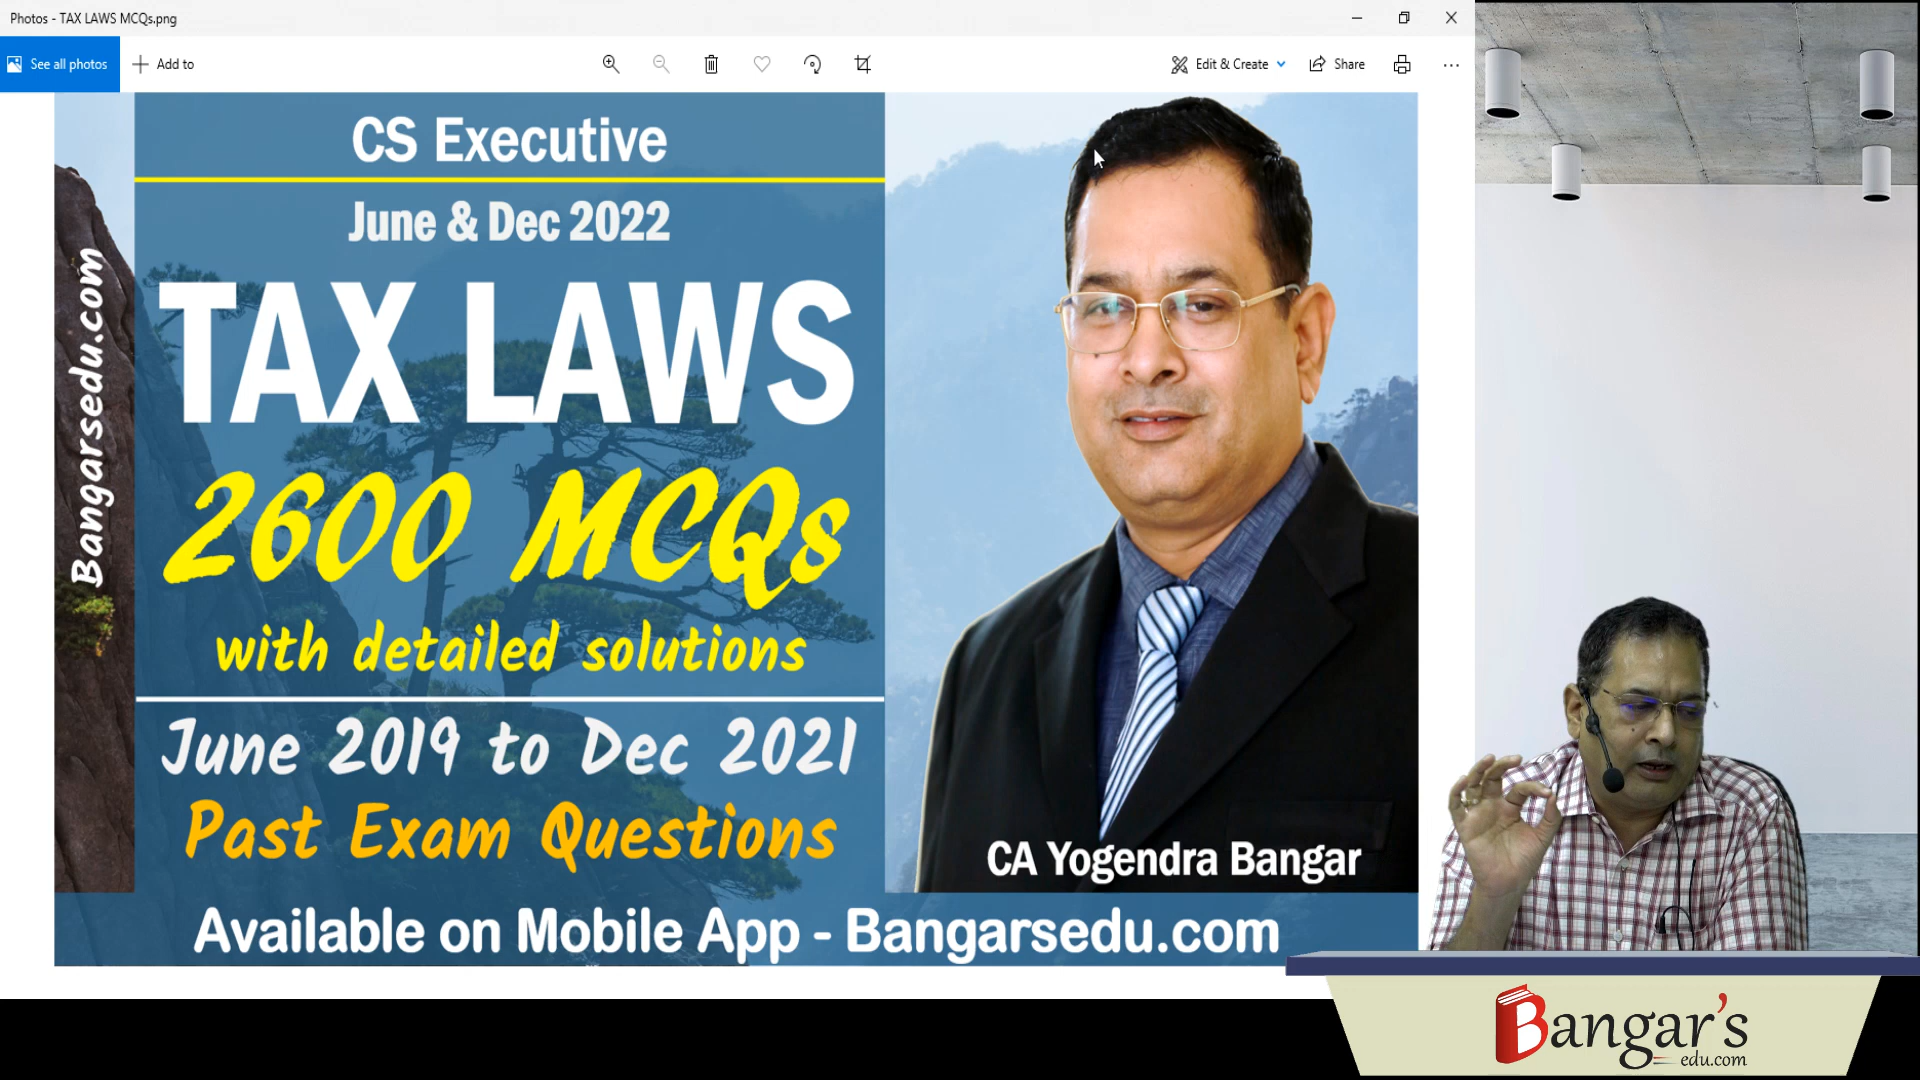 Photos - TAX LAWS MCQs.png
See all photos
Add to
Edit & Create
Share
CS Executive
June & Dec 2022
TAX LAWS
2600 MCQs
with detailed solutions
June 2019 to Dec 2021
Past Exam Questions
Bangarsedu.com
CA Yogendra Bangar
Available on Mobile App - Bangarsedu.com
Bangar's
edu.com